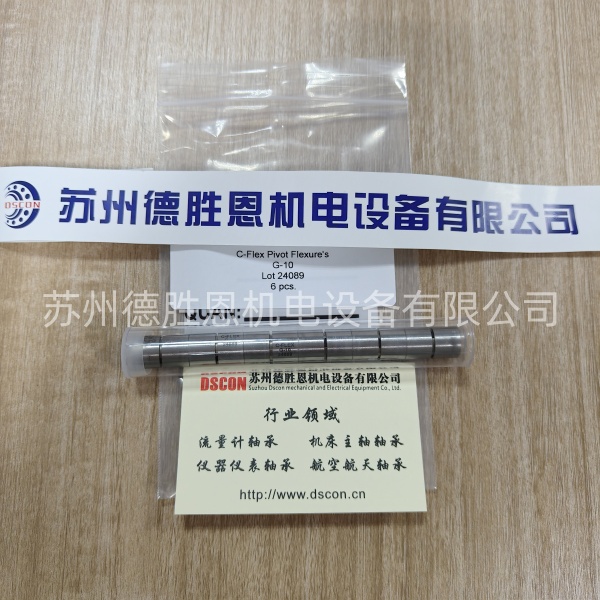 DSCON
苏州德胜恩机电设备有限公司
C-Flex Pivot Flexure's
G-10
Lot 24089
6 pcs.
苏州德胜恩机电设备有限公司
QUAN:
DSCON 苏州德胜恩机电设备有限公司
Suzhou Dscon mechanical and Electrical Equipment Co., Ltd.
行业领域
流量计轴承 机床主轴轴承
仪器仪表轴承 航空航天轴承
http://www.dscon.cn